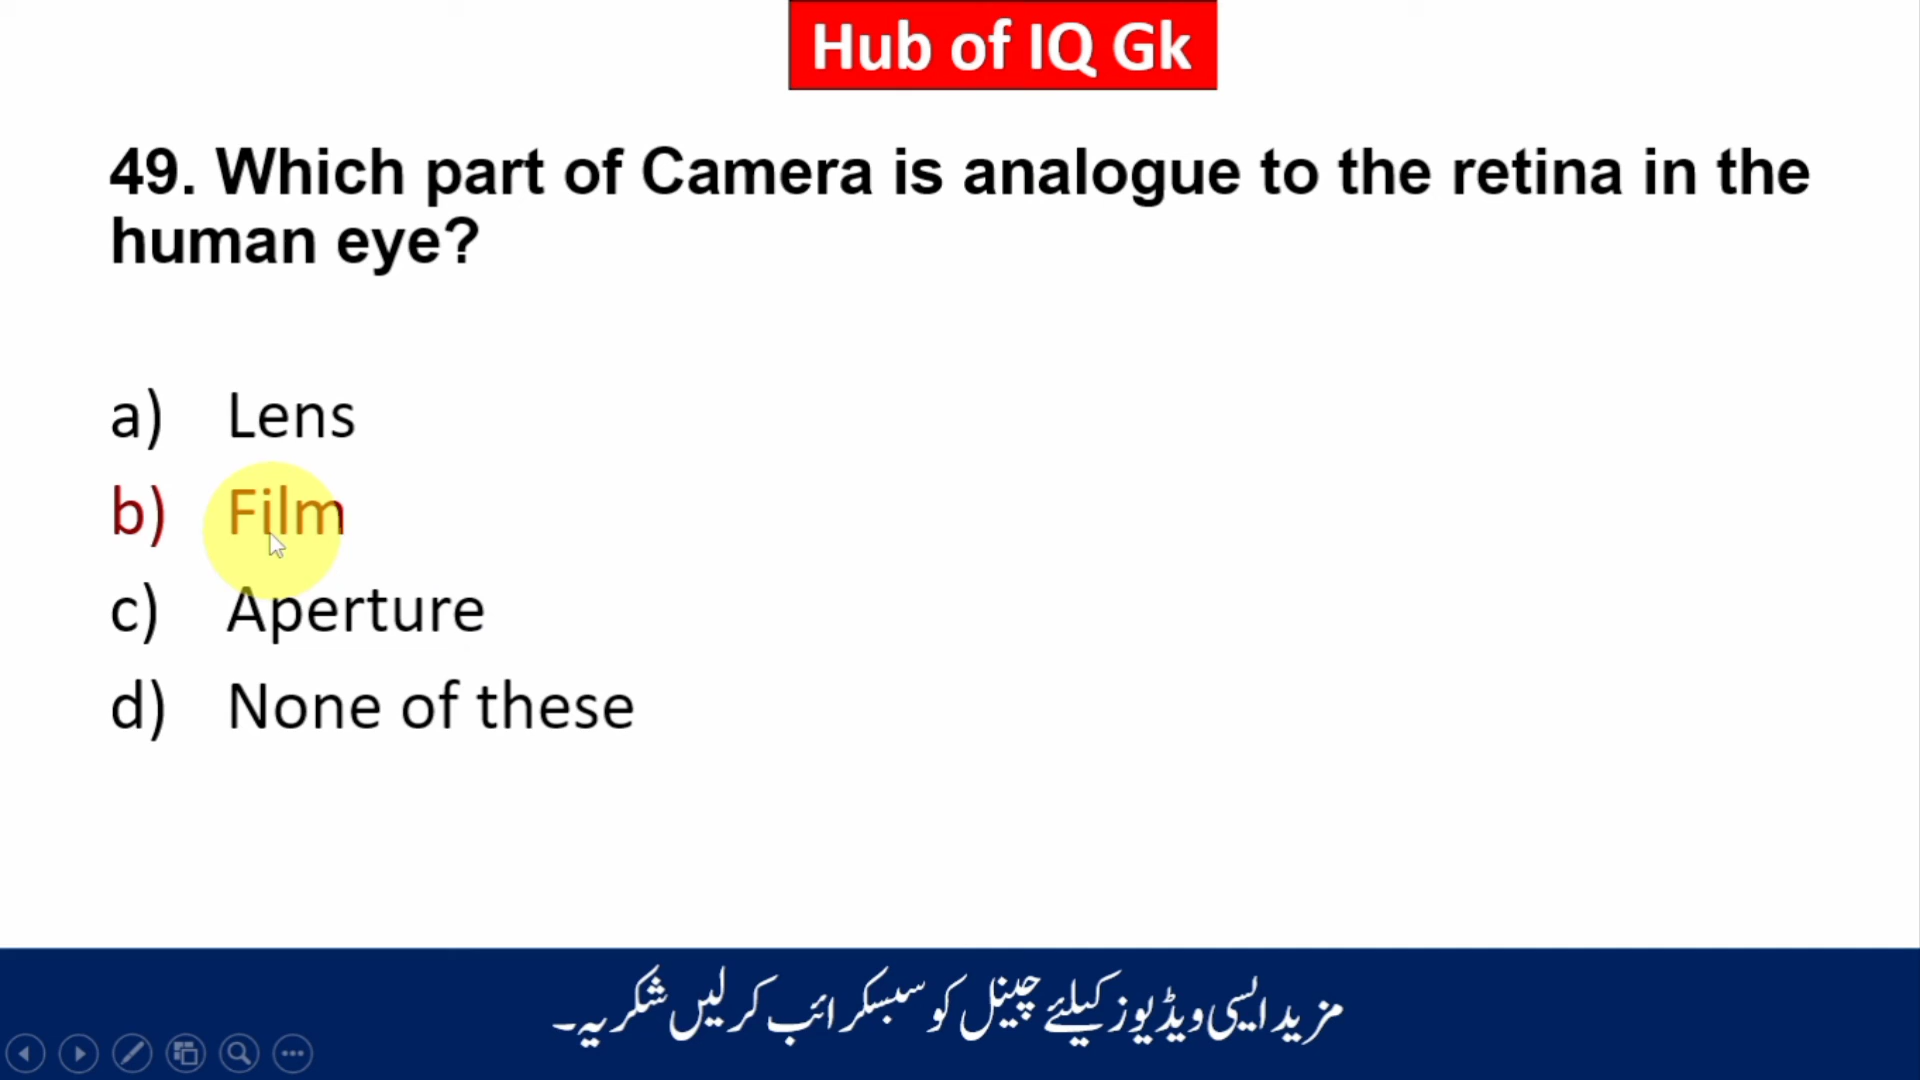 Hub of IQ Gk
49. Which part of Camera is analogue to the retina in the
human eye?
a) Lens
b) Film
c) Aperture
d) None of these
مزید ایسی ویڈیوز کیلئے چینل کو سبسکرائب کر لیں شکریہ۔